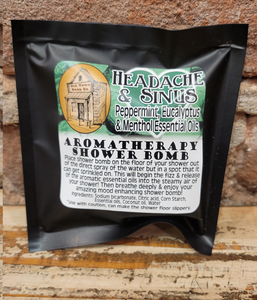 HEADACHE
& SINUS
Peppermint, Eucalyptus
& Menthol Essential Oils
AROMATHERAPY
SHOWER BOMB
Place shower bomb on the floor of your shower out
of the direct spray of the water but in a spot that it
can get sprinkled on. This will begin the fizz & release
of the aromatic essential oils into the steamy air of
your shower! Then breathe deeply & enjoy your
amazing mood enhancing shower bomb!
Ingredients: Sodium bicarbonate, Citric acid, Corn Starch,
Essential oils, Coconut oil, Water
*Use with caution, can make the shower floor slippery.